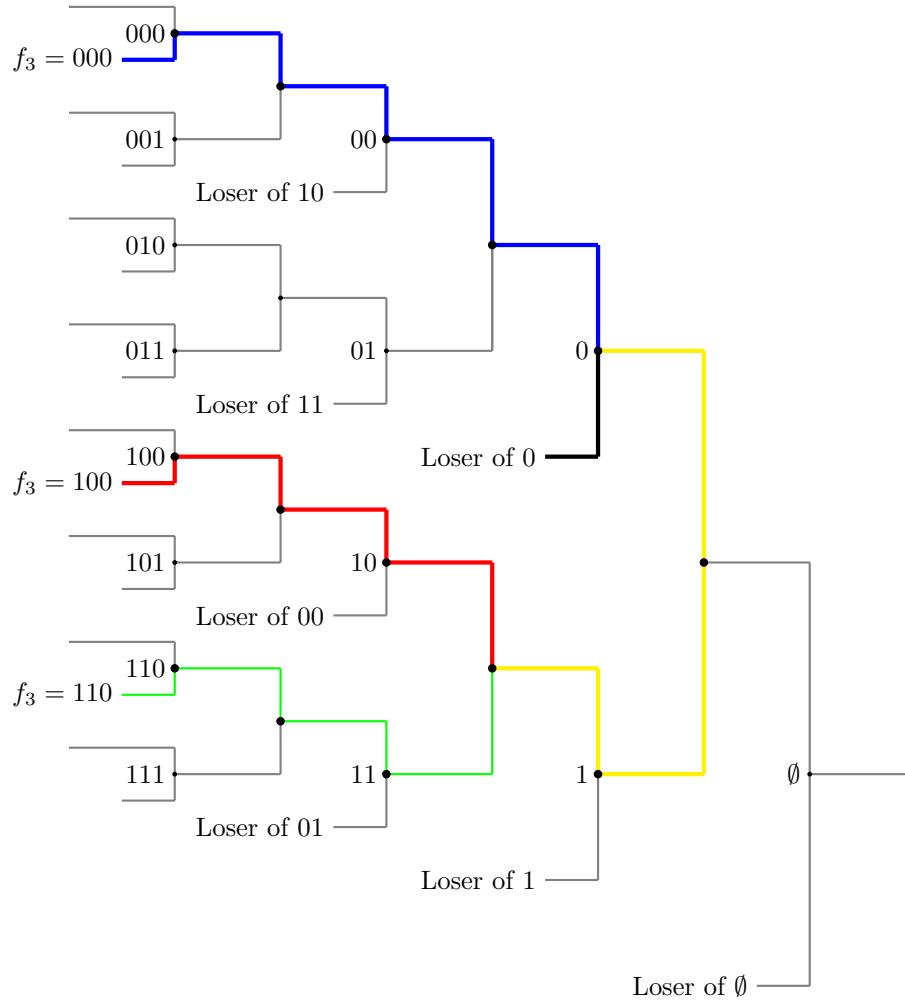 000
f₃ = 000
001
00
Loser of 10
010
011
01
0
Loser of 11
100
Loser of 0
f₃ = 100
101
10
Loser of 00
110
f₃ = 110
111
11
1
∅
Loser of 01
Loser of 1
Loser of ∅